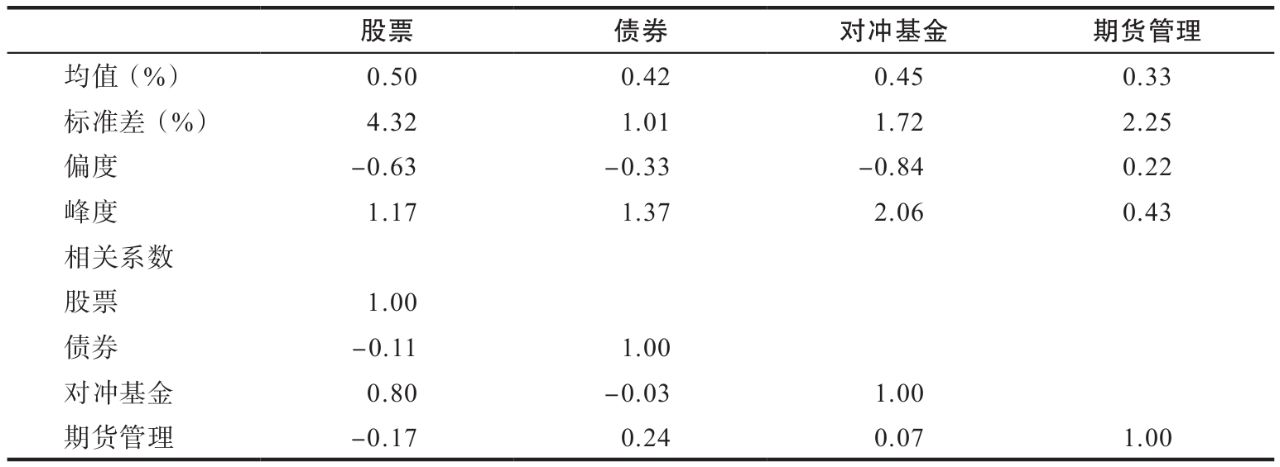 股票 债券 对冲基金 期货管理
均值（%） 0.50 0.42 0.45 0.33
标准差（%） 4.32 1.01 1.72 2.25
偏度 -0.63 -0.33 -0.84 0.22
峰度 1.17 1.37 2.06 0.43
相关系数
股票 1.00
债券 -0.11 1.00
对冲基金 0.80 -0.03 1.00
期货管理 -0.17 0.24 0.07 1.00